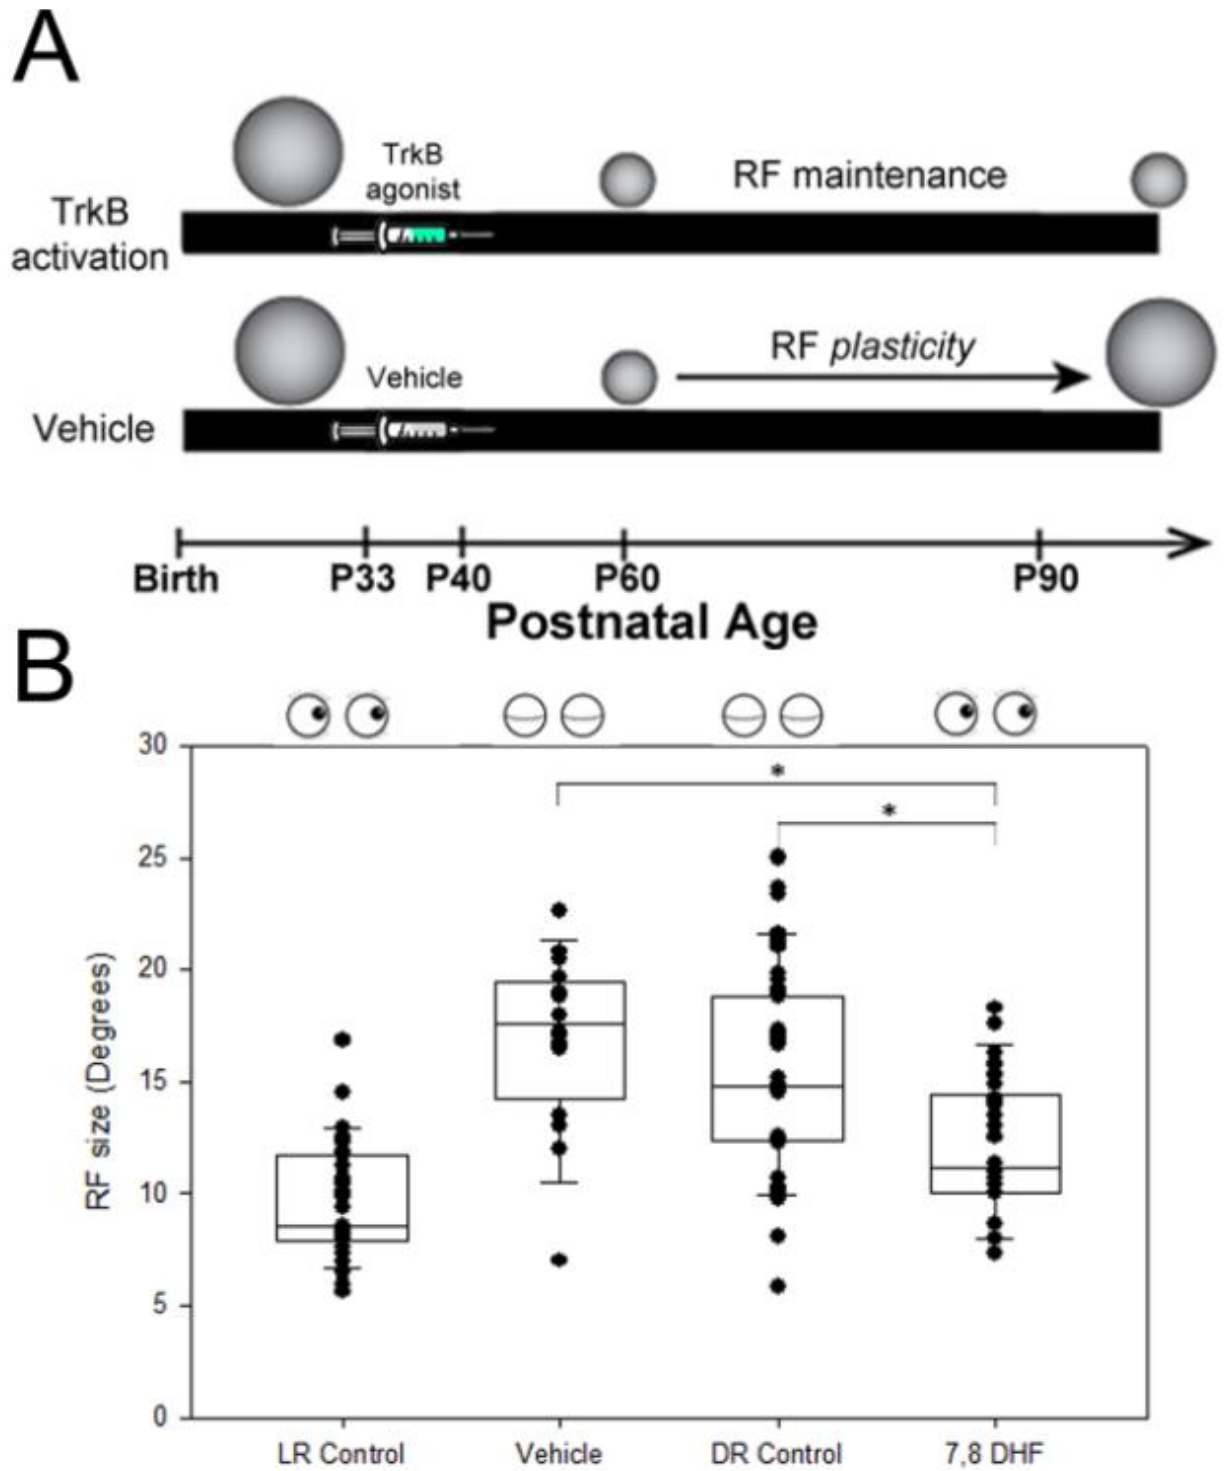 A
TrkB
agonist
RF maintenance
TrkB
activation
RF plasticity
Vehicle
Vehicle
Birth P33 P40 P60 P90
Postnatal Age
B
30
*
*
25
20
15
10
5
0
RF size (Degrees)
LR Control Vehicle DR Control 7,8 DHF